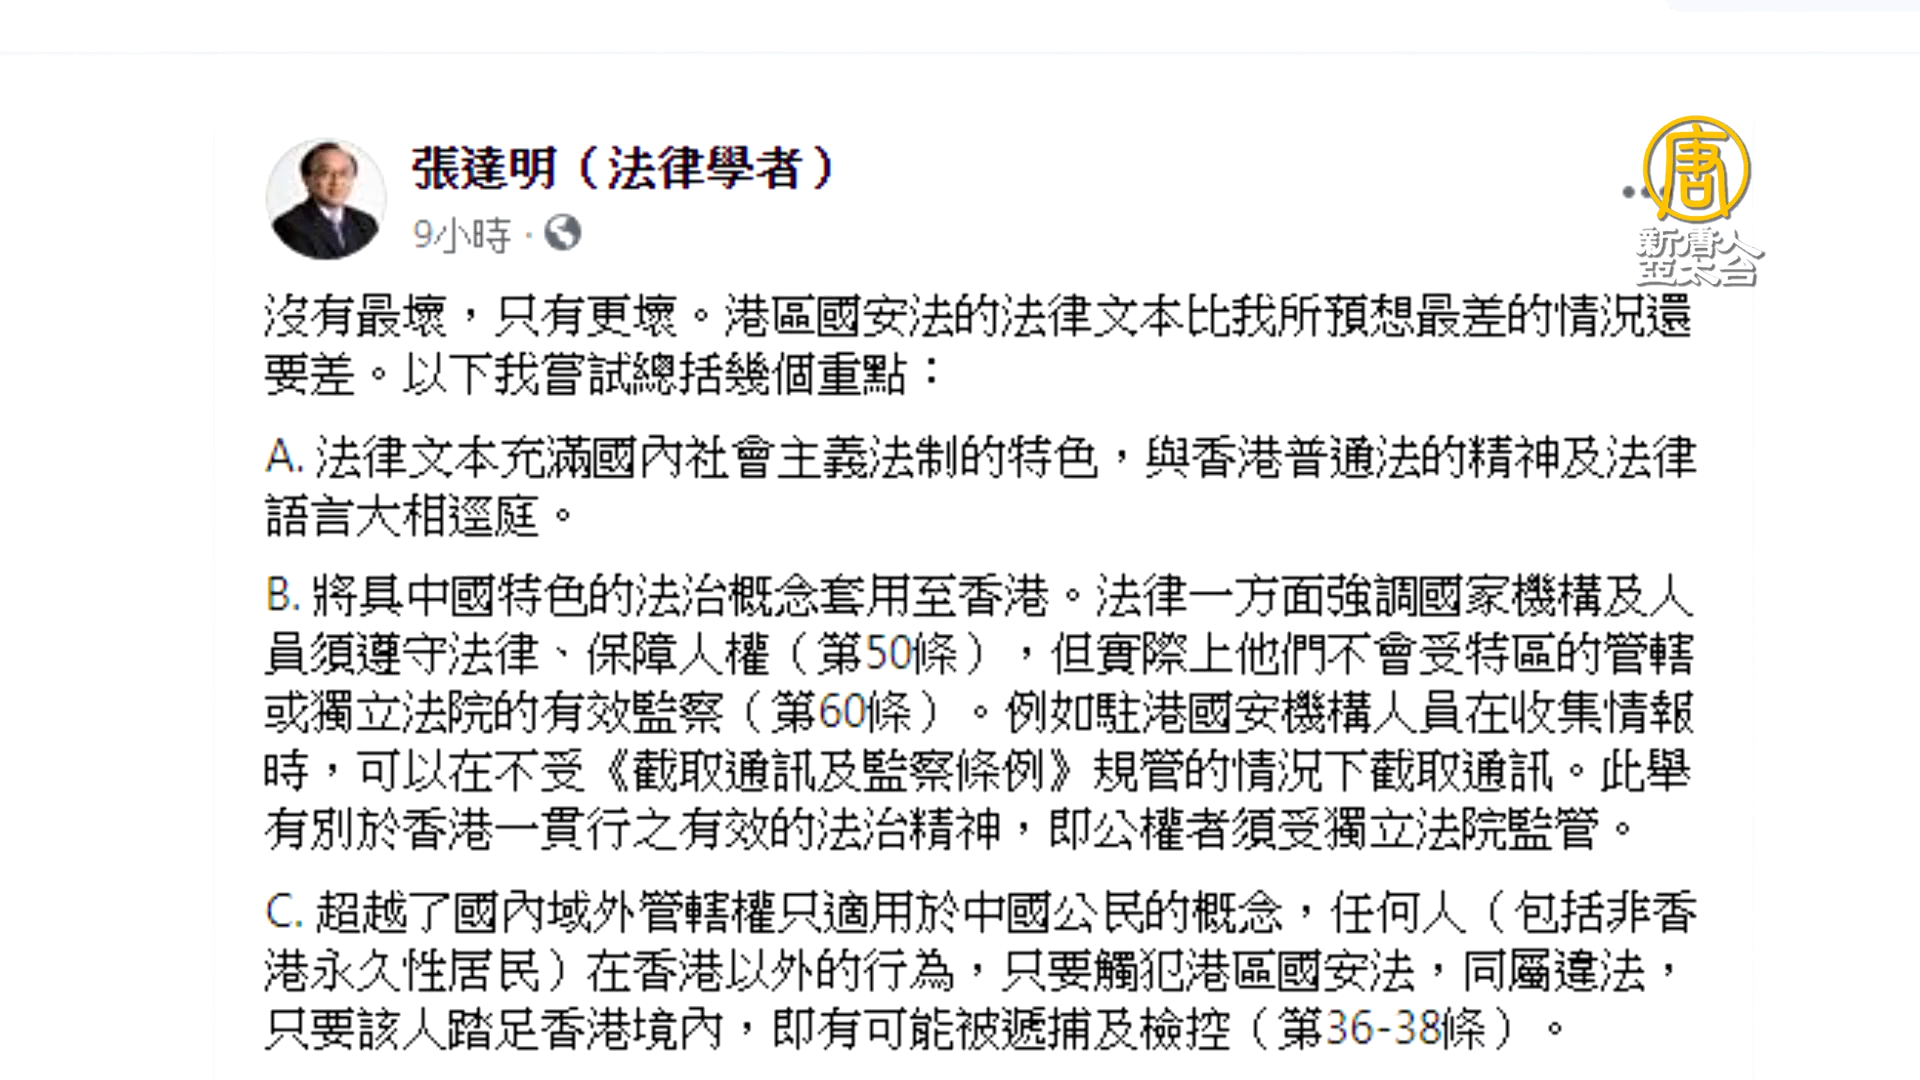 張達明（法律學者）
9小時 ·
唐
新唐人
亞太台
沒有最壞，只有更壞。港區國安法的法律文本比我所預想最差的情況還
要差。以下我嘗試總括幾個重點：
A. 法律文本充滿國內社會主義法制的特色，與香港普通法的精神及法律
語言大相逕庭。
B. 將具中國特色的法治概念套用至香港。法律一方面強調國家機構及人
員須遵守法律、保障人權（第50條），但實際上他們不會受特區的管轄
或獨立法院的有效監察（第60條）。例如駐港國安機構人員在收集情報
時，可以在不受《截取通訊及監察條例》規管的情況下截取通訊。此舉
有別於香港一貫行之有效的法治精神，即公權者須受獨立法院監管。
C. 超越了國內域外管轄權只適用於中國公民的概念，任何人（包括非香
港永久性居民）在香港以外的行為，只要觸犯港區國安法，同屬違法，
只要該人踏足香港境內，即有可能被遞捕及檢控（第36-38條）。